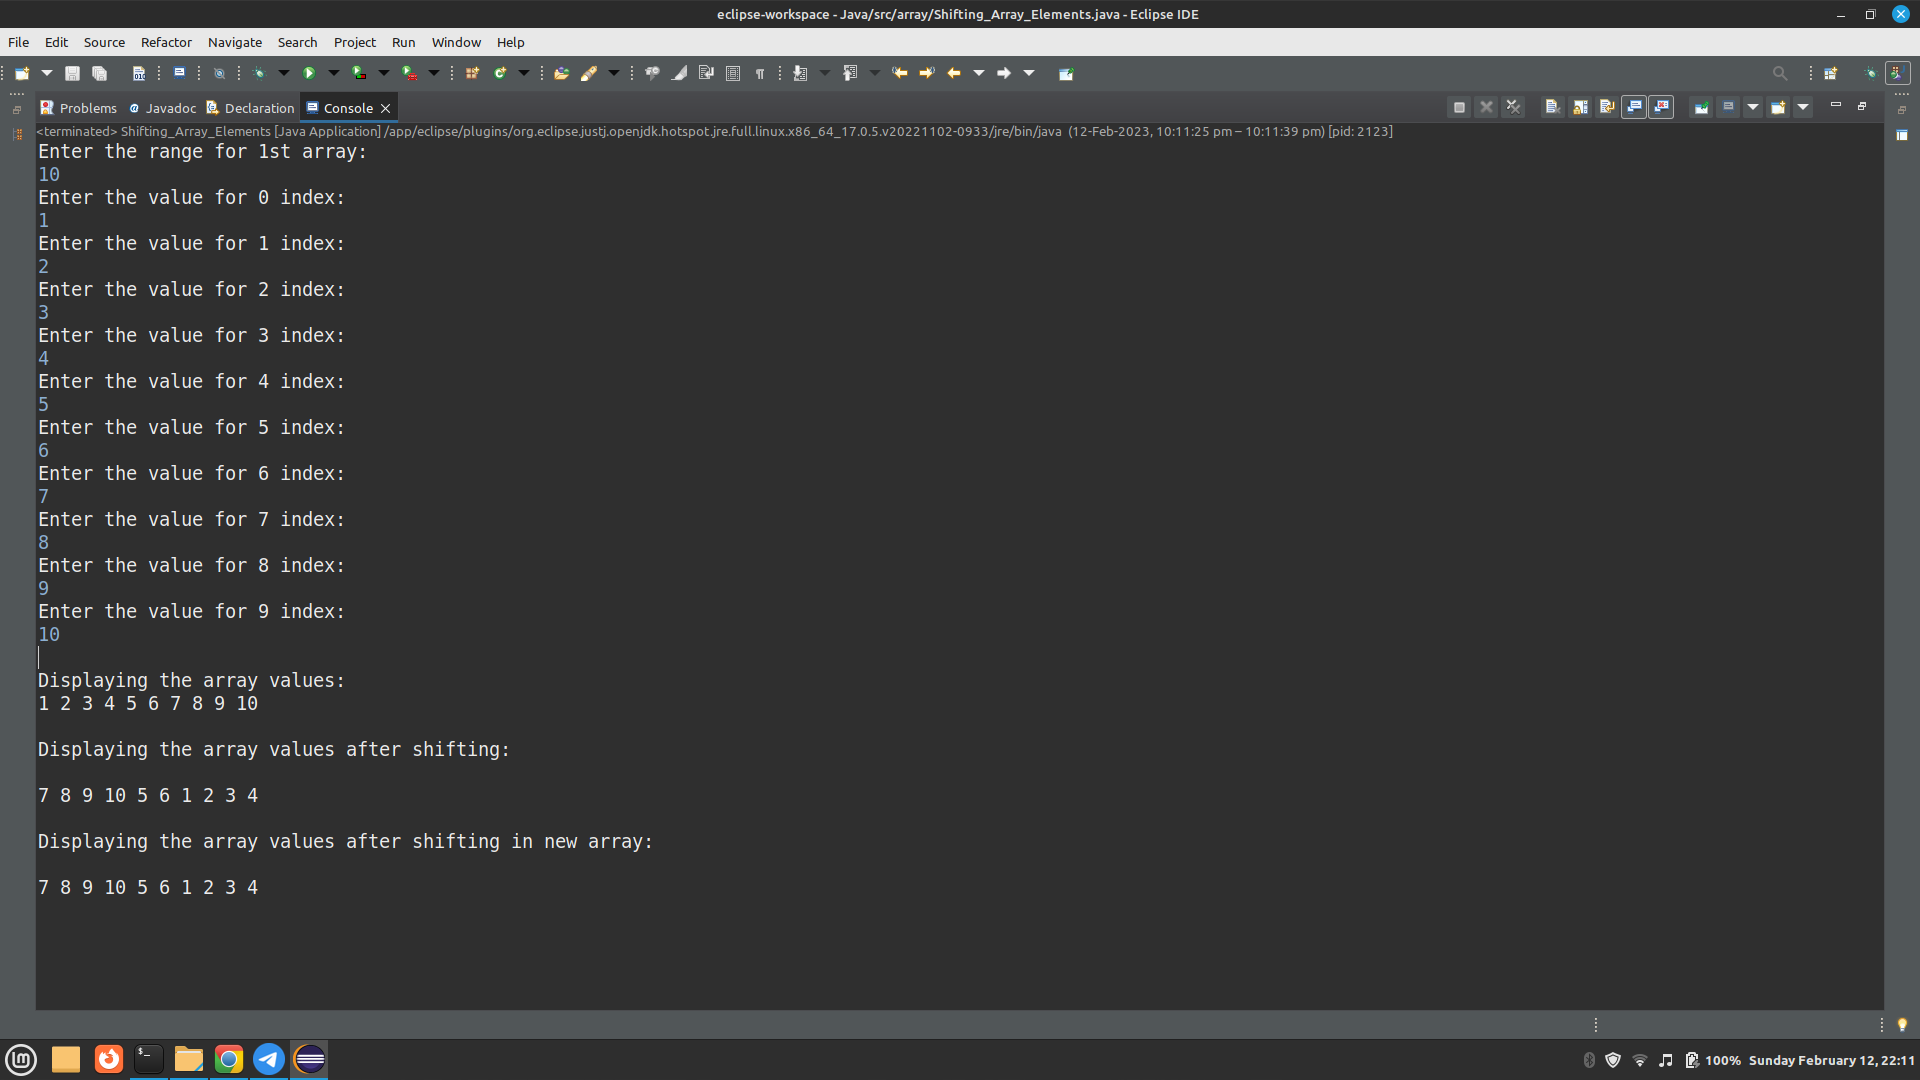 eclipse-workspace - Java/src/array/Shifting_Array_Elements.java - Eclipse IDE
File Edit Source Refactor Navigate Search Project Run Window Help
Problems Javadoc Declaration Console
<terminated> Shifting_Array_Elements [Java Application] /app/eclipse/plugins/org.eclipse.justj.openjdk.hotspot.jre.full.linux.x86_64_17.0.5.v20221102-0933/jre/bin/java (12-Feb-2023, 10:11:25 pm – 10:11:39 pm) [pid: 2123]
Enter the range for 1st array:
10
Enter the value for 0 index:
1
Enter the value for 1 index:
2
Enter the value for 2 index:
3
Enter the value for 3 index:
4
Enter the value for 4 index:
5
Enter the value for 5 index:
6
Enter the value for 6 index:
7
Enter the value for 7 index:
8
Enter the value for 8 index:
9
Enter the value for 9 index:
10
Displaying the array values:
1 2 3 4 5 6 7 8 9 10
Displaying the array values after shifting:
7 8 9 10 5 6 1 2 3 4
Displaying the array values after shifting in new array:
7 8 9 10 5 6 1 2 3 4
100% Sunday February 12, 22:11